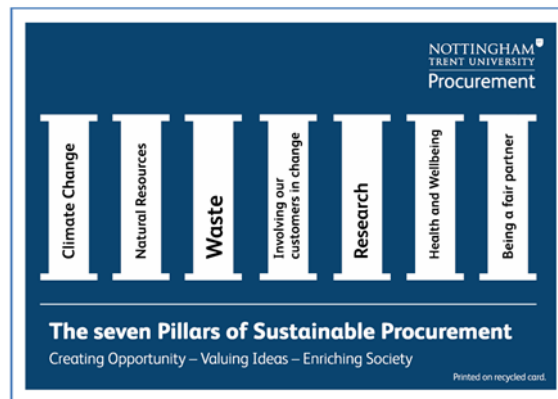 NOTTINGHAM
TRENT UNIVERSITY
Procurement
Climate Change
Natural Resources
Waste
Involving our
customers in change
Research
Health and Wellbeing
Being a fair partner
The seven Pillars of Sustainable Procurement
Creating Opportunity – Valuing Ideas – Enriching Society
Printed on recycled card.